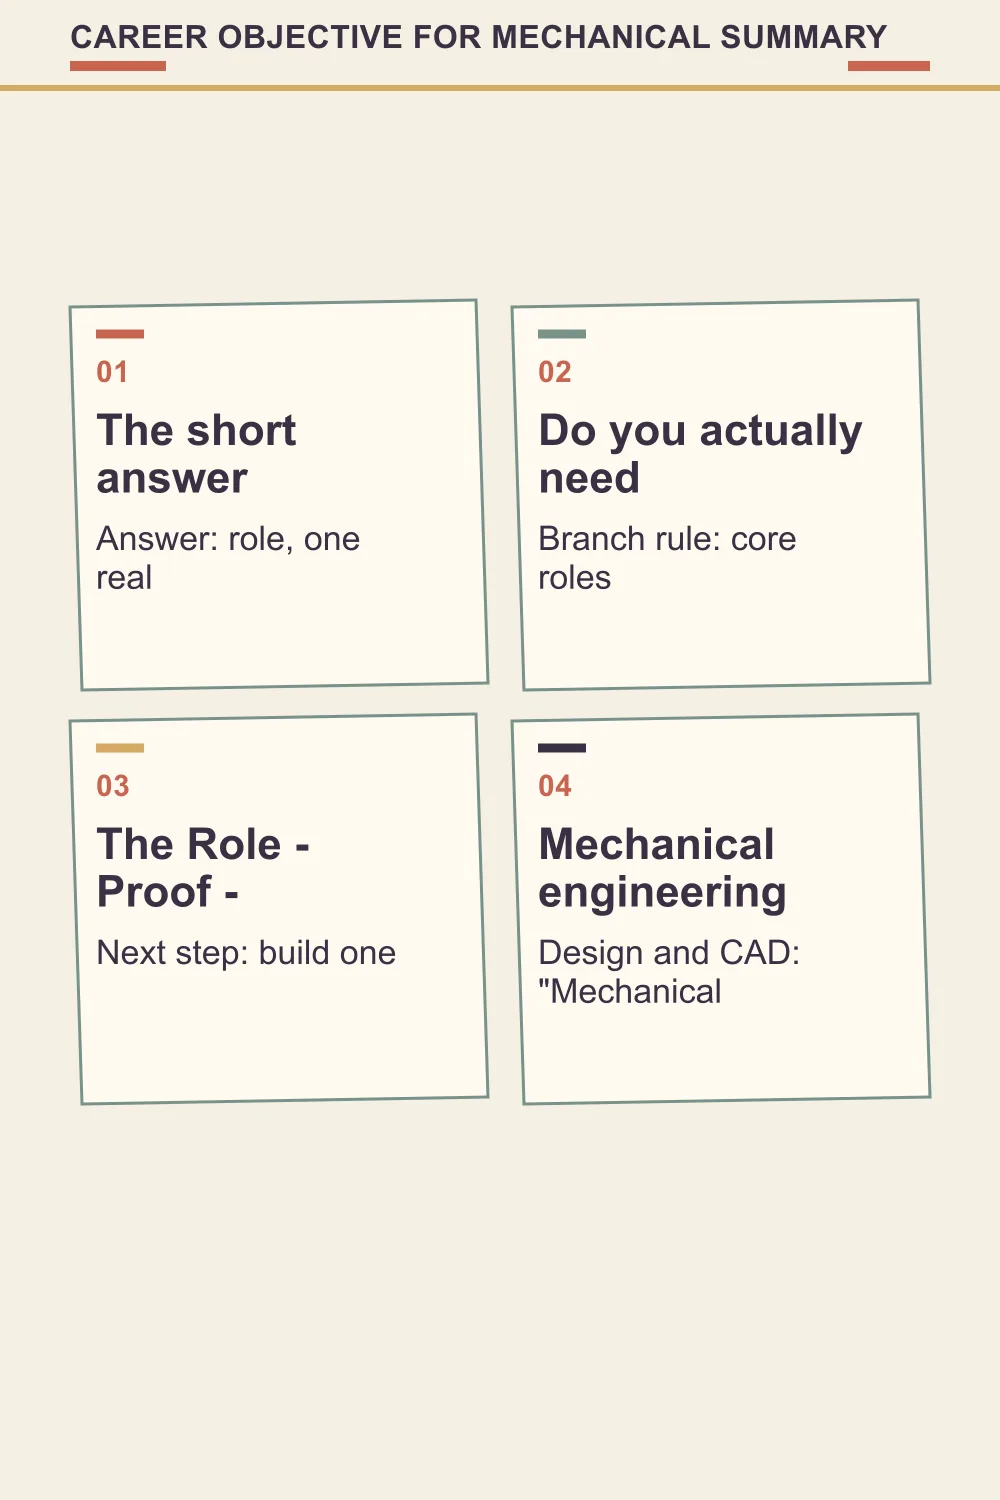 CAREER OBJECTIVE FOR MECHANICAL SUMMARY
01
The short
answer
Answer: role, one
real
02
Do you actually
need
Branch rule: core
roles
03
The Role -
Proof -
Next step: build one
04
Mechanical
engineering
Design and CAD:
"Mechanical